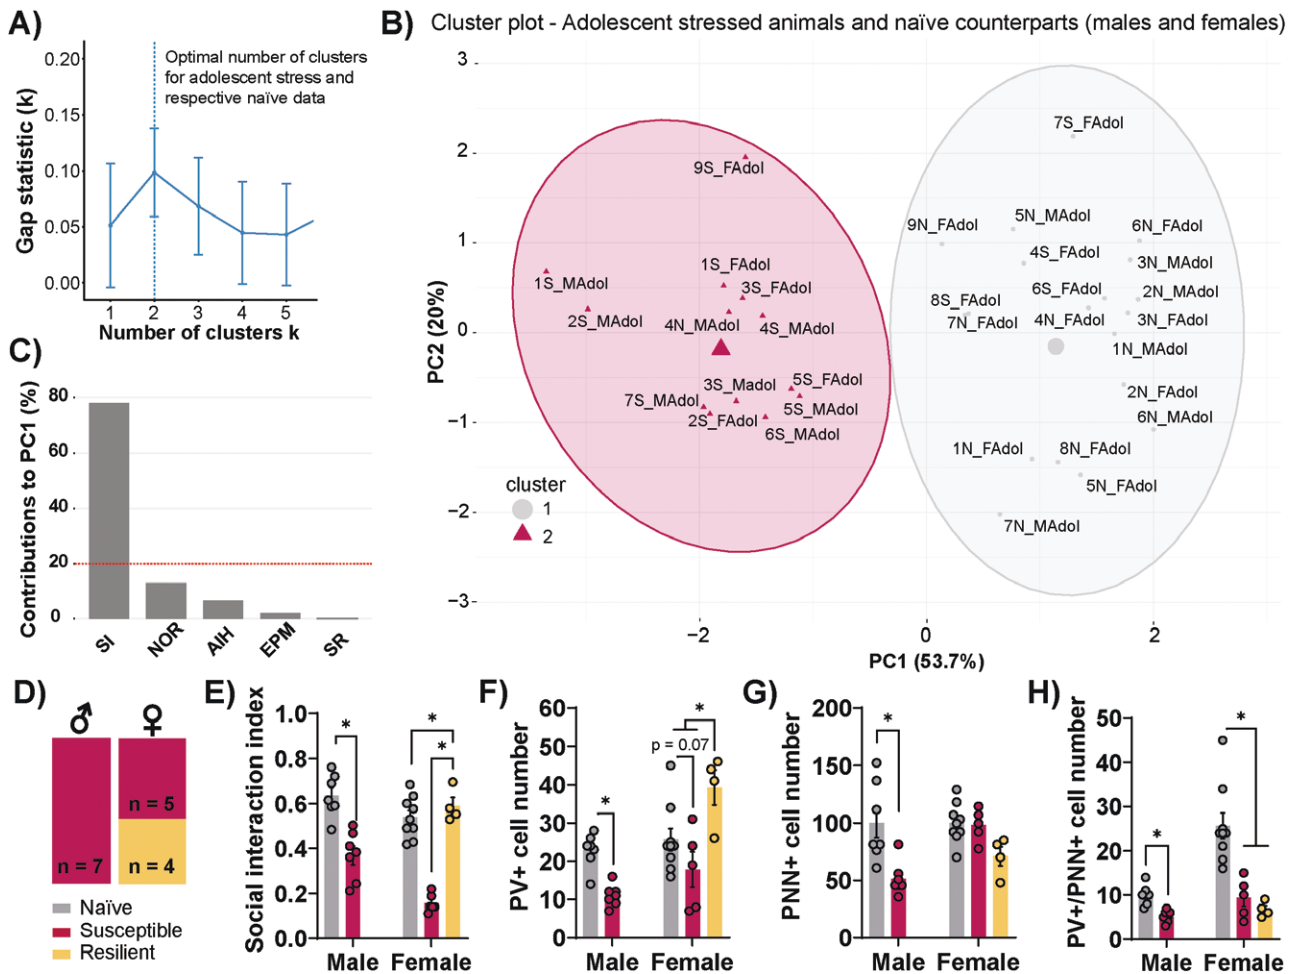 A)
Gap statistic (k)
0.20
0.15
0.10
0.05
0.00
Optimal number of clusters
for adolescent stress and
respective naïve data
1 2 3 4 5
Number of clusters k
B)
Cluster plot - Adolescent stressed animals and naïve counterparts (males and females)
PC2 (20%)
3
2
1
0
−1
−2
−3
7S_FAdol
9S_FAdol
9N_FAdol
5N_MAdol
6N_FAdol
4S_FAdol
3N_MAdol
1S_FAdol
1S_MAdol
3S_FAdol
6S_FAdol
2N_MAdol
8S_FAdol
2S_MAdol
4N_MAdol
4S_MAdol
7N_FAdol
4N_FAdol
3N_FAdol
1N_MAdol
3S_Madol
5S_FAdol
7S_MAdol
2N_FAdol
2S_FAdol
5S_MAdol
6S_MAdol
6N_MAdol
1N_FAdol
8N_FAdol
5N_FAdol
7N_MAdol
cluster
1
2
−2 0 2
PC1 (53.7%)
C)
Contributions to PC1 (%)
80
60
40
20
0
SI NOR AIH EPM SR
D)
♂ ♀
n = 5
n = 7
n = 4
Naïve
Susceptible
Resilient
E)
Social interaction index
1.0
0.8
0.6
0.4
0.2
0.0
*
*
*
Male Female
F)
PV+ cell number
60
50
40
30
20
10
0
*
p = 0.07
*
Male Female
G)
PNN+ cell number
200
150
100
50
0
*
Male Female
H)
PV+/PNN+ cell number
50
40
30
20
10
0
*
*
Male Female